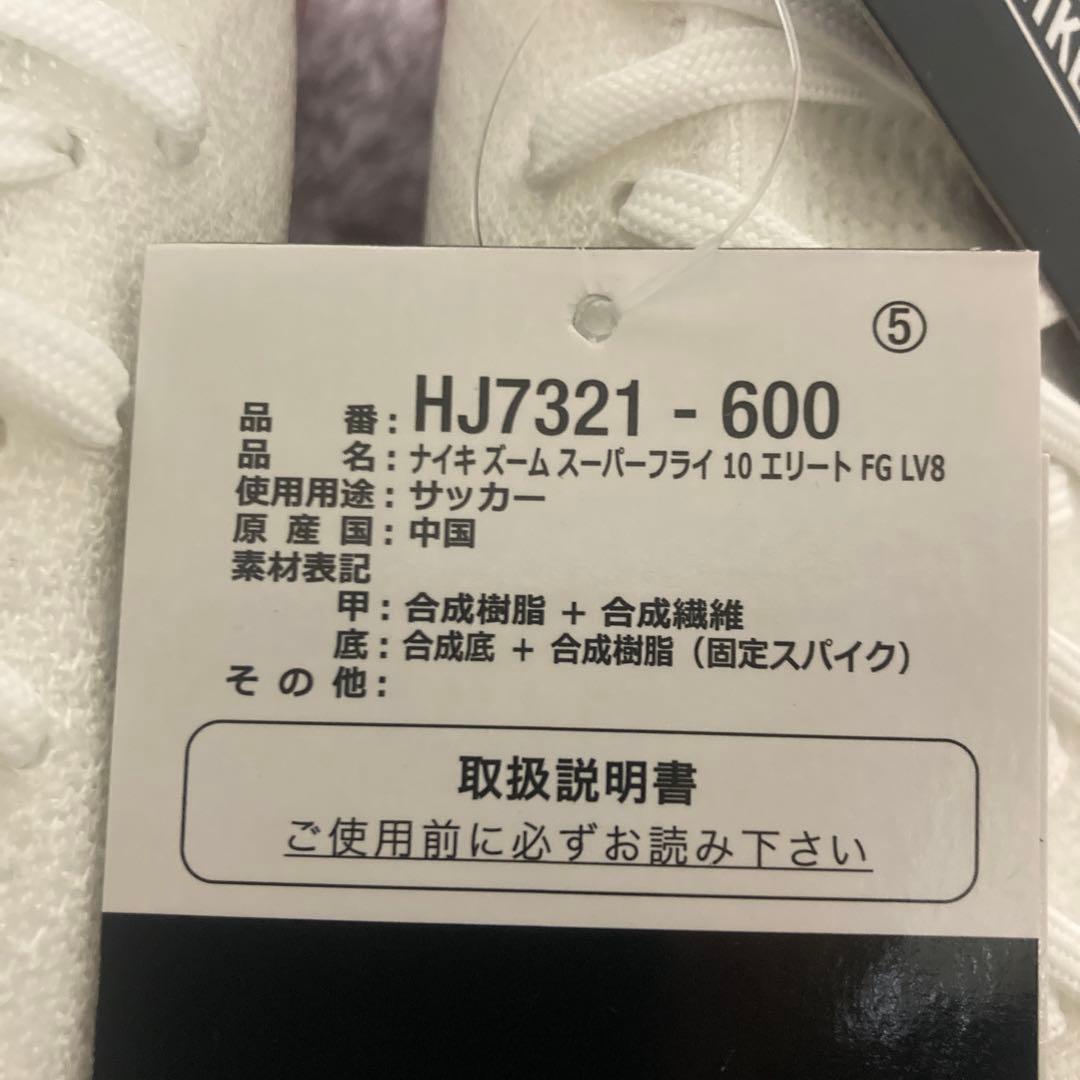 ⑤
品番：HJ7321 - 600
品名：ナイキ ズーム スーパーフライ 10 エリート FG LV8
使用用途：サッカー
原産国：中国
素材表記
甲：合成樹脂 + 合成繊維
底：合成底 + 合成樹脂（固定スパイク）
その他：
取扱説明書
ご使用前に必ずお読み下さい